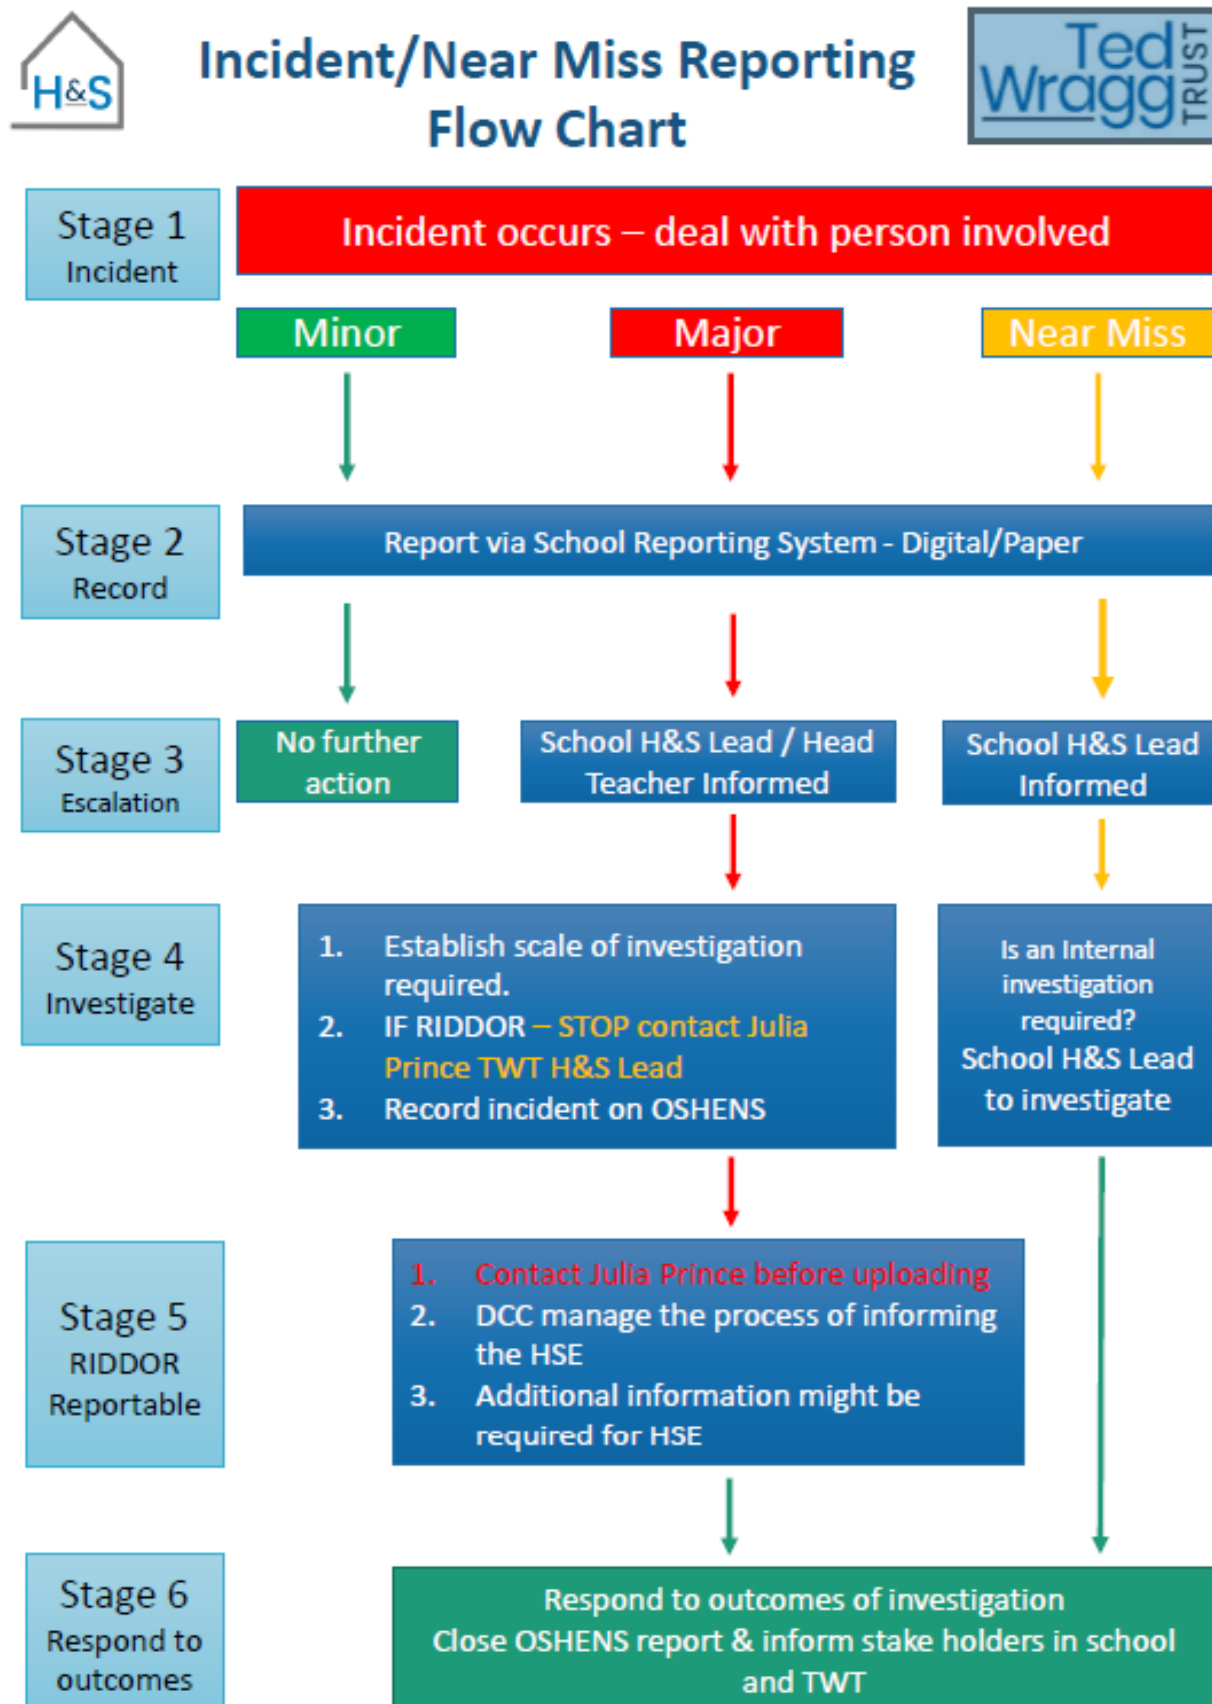 H&S
Incident/Near Miss Reporting
Flow Chart
Ted
Wragg
TRUST
Stage 1
Incident
Incident occurs – deal with person involved
Minor
Major
Near Miss
Stage 2
Record
Report via School Reporting System - Digital/Paper
Stage 3
Escalation
No further
action
School H&S Lead / Head
Teacher Informed
School H&S Lead
Informed
Stage 4
Investigate
1. Establish scale of investigation
required.
2. IF RIDDOR – STOP contact Julia
Prince TWT H&S Lead
3. Record incident on OSHENS
Is an Internal
investigation
required?
School H&S Lead
to investigate
Stage 5
RIDDOR
Reportable
1. Contact Julia Prince before uploading
2. DCC manage the process of informing
the HSE
3. Additional information might be
required for HSE
Stage 6
Respond to
outcomes
Respond to outcomes of investigation
Close OSHENS report & inform stake holders in school
and TWT